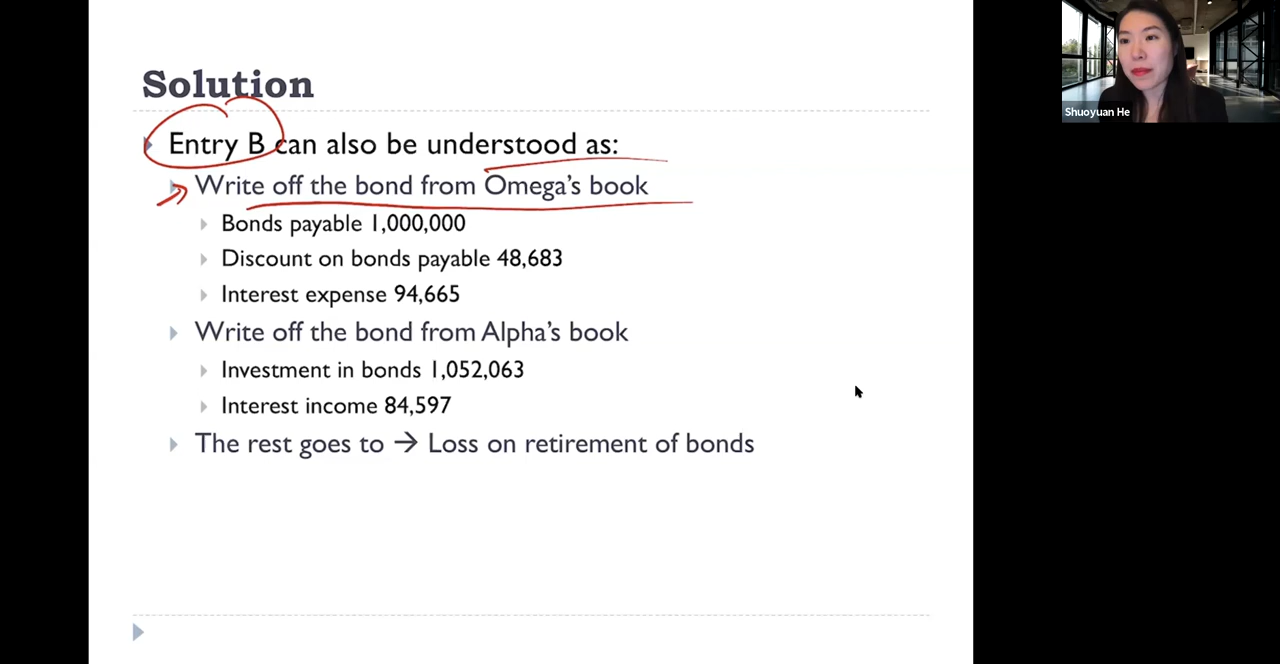 Solution
Entry B can also be understood as:
Write off the bond from Omega's book
Bonds payable 1,000,000
Discount on bonds payable 48,683
Interest expense 94,665
Write off the bond from Alpha's book
Investment in bonds 1,052,063
Interest income 84,597
The rest goes to → Loss on retirement of bonds
Shuoyuan He